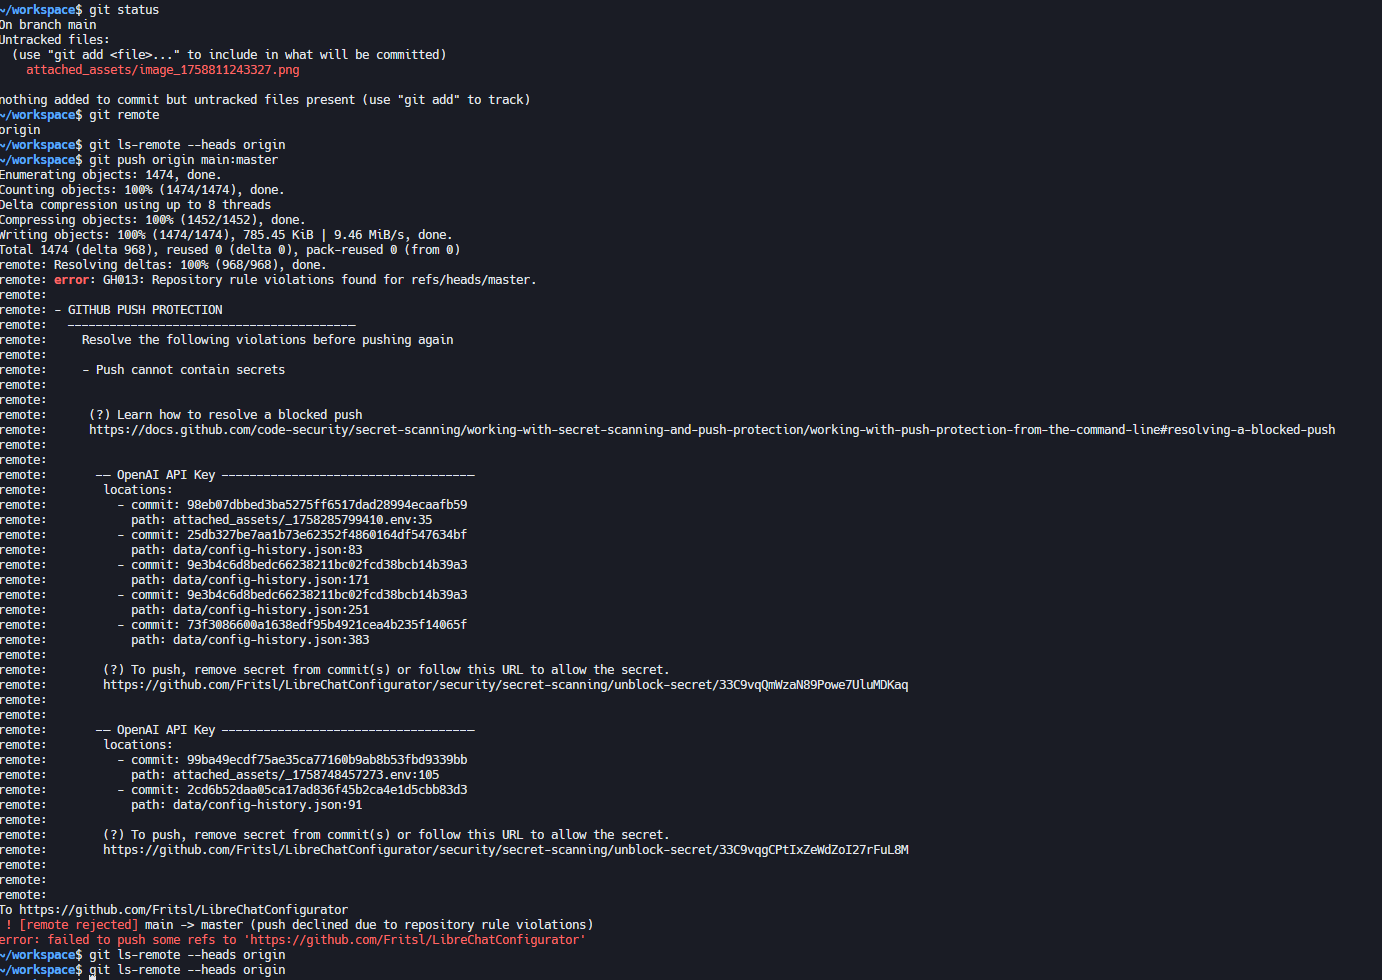 ~/workspace$ git status
On branch main
Untracked files:
  (use "git add <file>..." to include in what will be committed)
    attached_assets/image_1758811243327.png
nothing added to commit but untracked files present (use "git add" to track)
~/workspace$ git remote
origin
~/workspace$ git ls-remote --heads origin
~/workspace$ git push origin main:master
Enumerating objects: 1474, done.
Counting objects: 100% (1474/1474), done.
Delta compression using up to 8 threads
Compressing objects: 100% (1452/1452), done.
Writing objects: 100% (1474/1474), 785.45 KiB | 9.46 MiB/s, done.
Total 1474 (delta 968), reused 0 (delta 0), pack-reused 0 (from 0)
remote: Resolving deltas: 100% (968/968), done.
remote: error: GH013: Repository rule violations found for refs/heads/master.
remote:
remote: - GITHUB PUSH PROTECTION
remote:   —————————————————————————————————————————
remote:     Resolve the following violations before pushing again
remote:
remote:     - Push cannot contain secrets
remote:
remote:
remote:      (?) Learn how to resolve a blocked push
remote:      https://docs.github.com/code-security/secret-scanning/working-with-secret-scanning-and-push-protection/working-with-push-protection-from-the-command-line#resolving-a-blocked-push
remote:
remote:
remote:       —— OpenAI API Key ————————————————————————————————————
remote:        locations:
remote:          - commit: 98eb07dbbed3ba5275ff6517dad28994ecaafb59
remote:            path: attached_assets/_1758285799410.env:35
remote:          - commit: 25db327be7aa1b73e62352f4860164df547634bf
remote:            path: data/config-history.json:83
remote:          - commit: 9e3b4c6d8bedc66238211bc02fcd38bcb14b39a3
remote:            path: data/config-history.json:171
remote:          - commit: 9e3b4c6d8bedc66238211bc02fcd38bcb14b39a3
remote:            path: data/config-history.json:251
remote:          - commit: 73f3086600a1638edf95b4921cea4b235f14065f
remote:            path: data/config-history.json:383
remote:
remote:        (?) To push, remove secret from commit(s) or follow this URL to allow the secret.
remote:        https://github.com/Fritsl/LibreChatConfigurator/security/secret-scanning/unblock-secret/33C9vqQmWzaN89Powe7UluMDKaq
remote:
remote:
remote:       —— OpenAI API Key ————————————————————————————————————
remote:        locations:
remote:          - commit: 99ba49ecdf75ae35ca77160b9ab8b53fbd9339bb
remote:            path: attached_assets/_1758748457273.env:105
remote:          - commit: 2cd6b52daa05ca17ad836f45b2ca4e1d5cbb83d3
remote:            path: data/config-history.json:91
remote:
remote:        (?) To push, remove secret from commit(s) or follow this URL to allow the secret.
remote:        https://github.com/Fritsl/LibreChatConfigurator/security/secret-scanning/unblock-secret/33C9vqgCPtIxZeWdZoI27rFuL8M
remote:
remote:
remote:
To https://github.com/Fritsl/LibreChatConfigurator
 ! [remote rejected] main -> master (push declined due to repository rule violations)
error: failed to push some refs to 'https://github.com/Fritsl/LibreChatConfigurator'
~/workspace$ git ls-remote --heads origin
~/workspace$ git ls-remote --heads origin